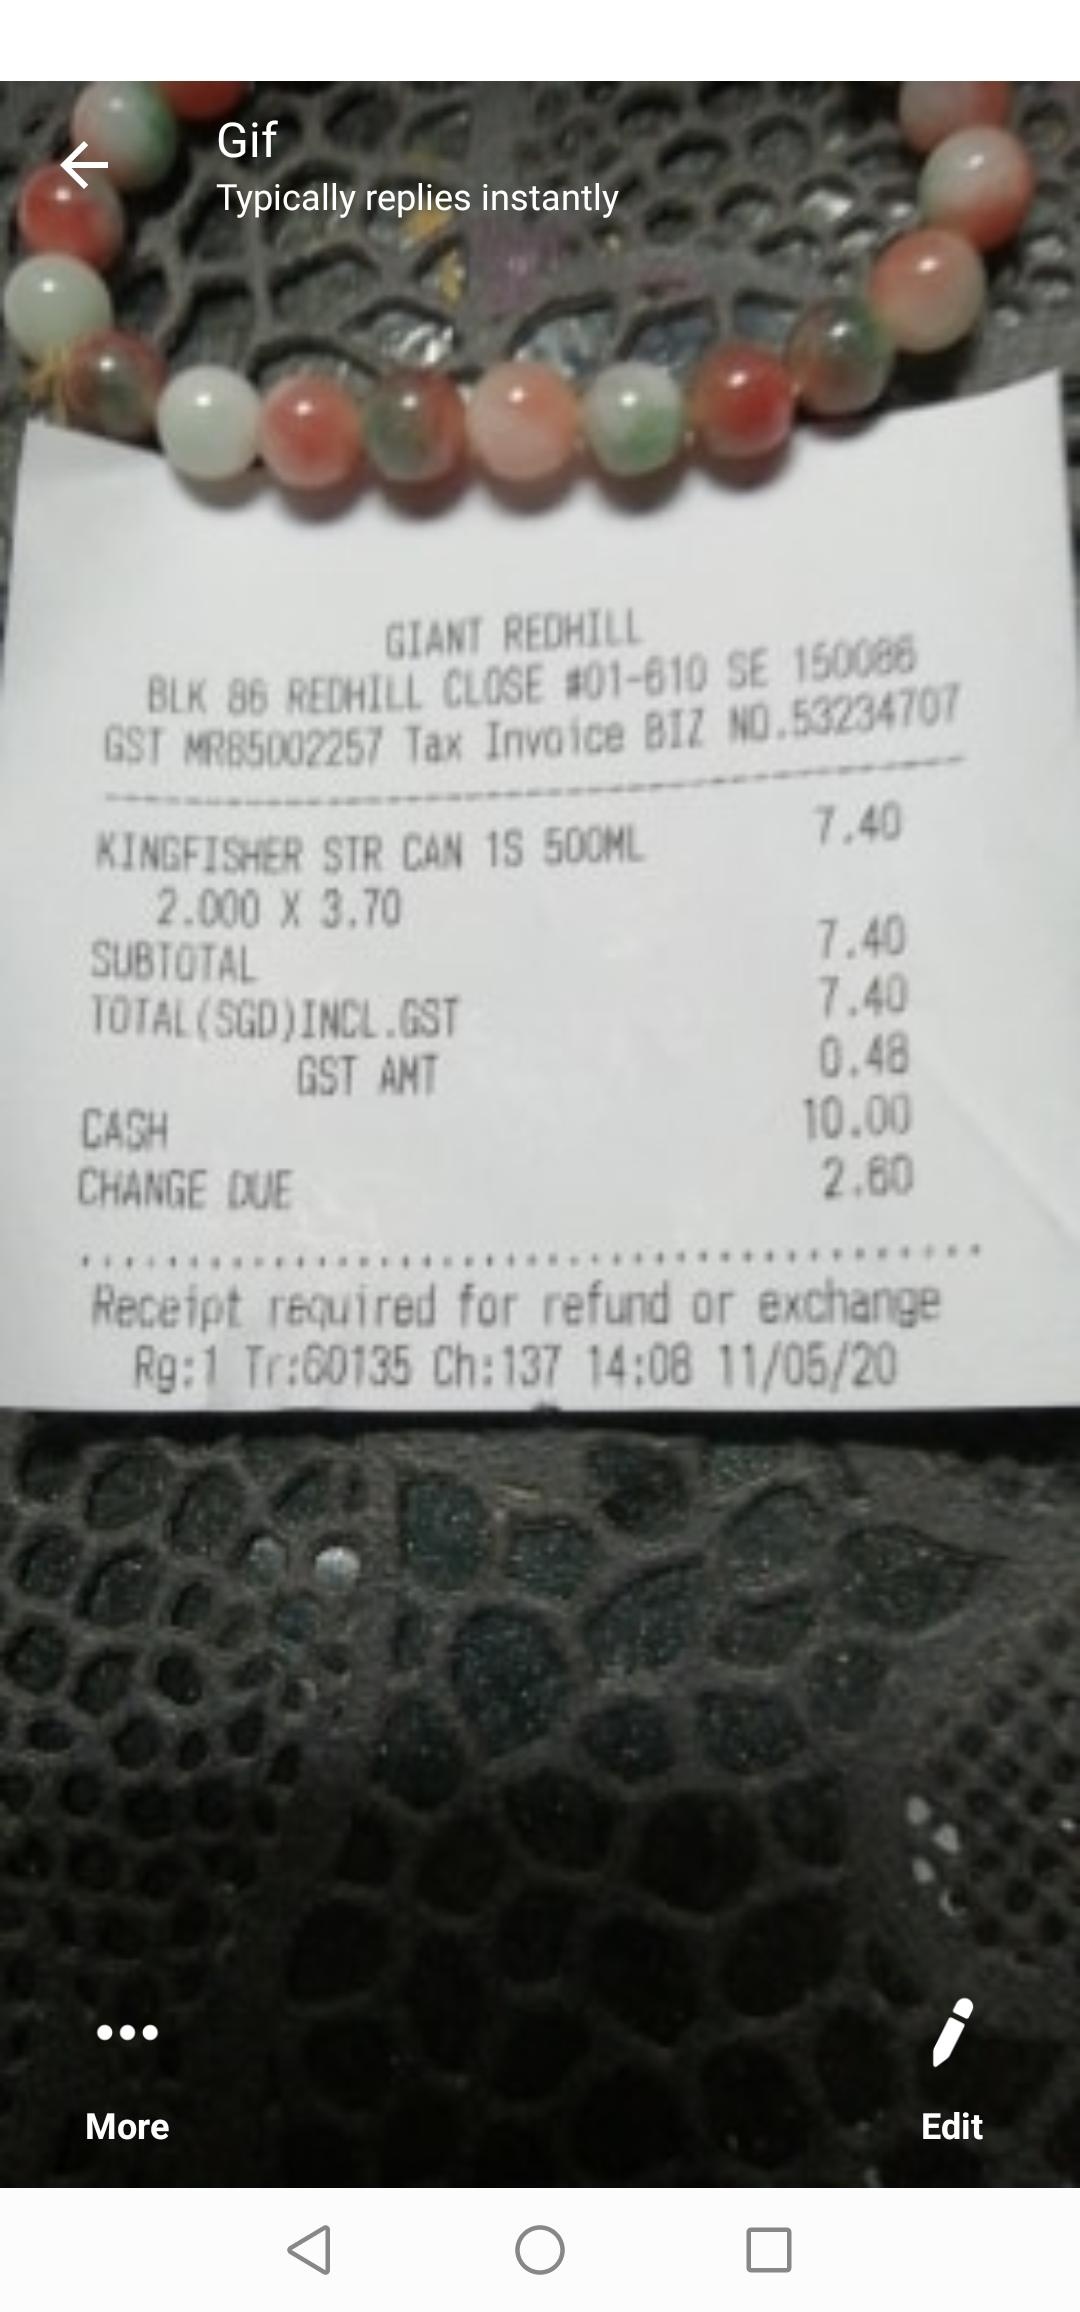 Gif
Typically replies instantly
GIANT REDHILL
BLK 86 REDHILL CLOSE #01-610 SE 150086
GST MR85002257 Tax Invoice BIZ NO.53234707
KINGFISHER STR CAN 1S 500ML 7.40
2.000 X 3.70
SUBTOTAL 7.40
TOTAL(SGD)INCL.GST 7.40
GST AMT 0.48
CASH 10.00
CHANGE DUE 2.60
Receipt required for refund or exchange
Rg:1 Tr:60135 Ch:137 14:08 11/05/20
More
Edit